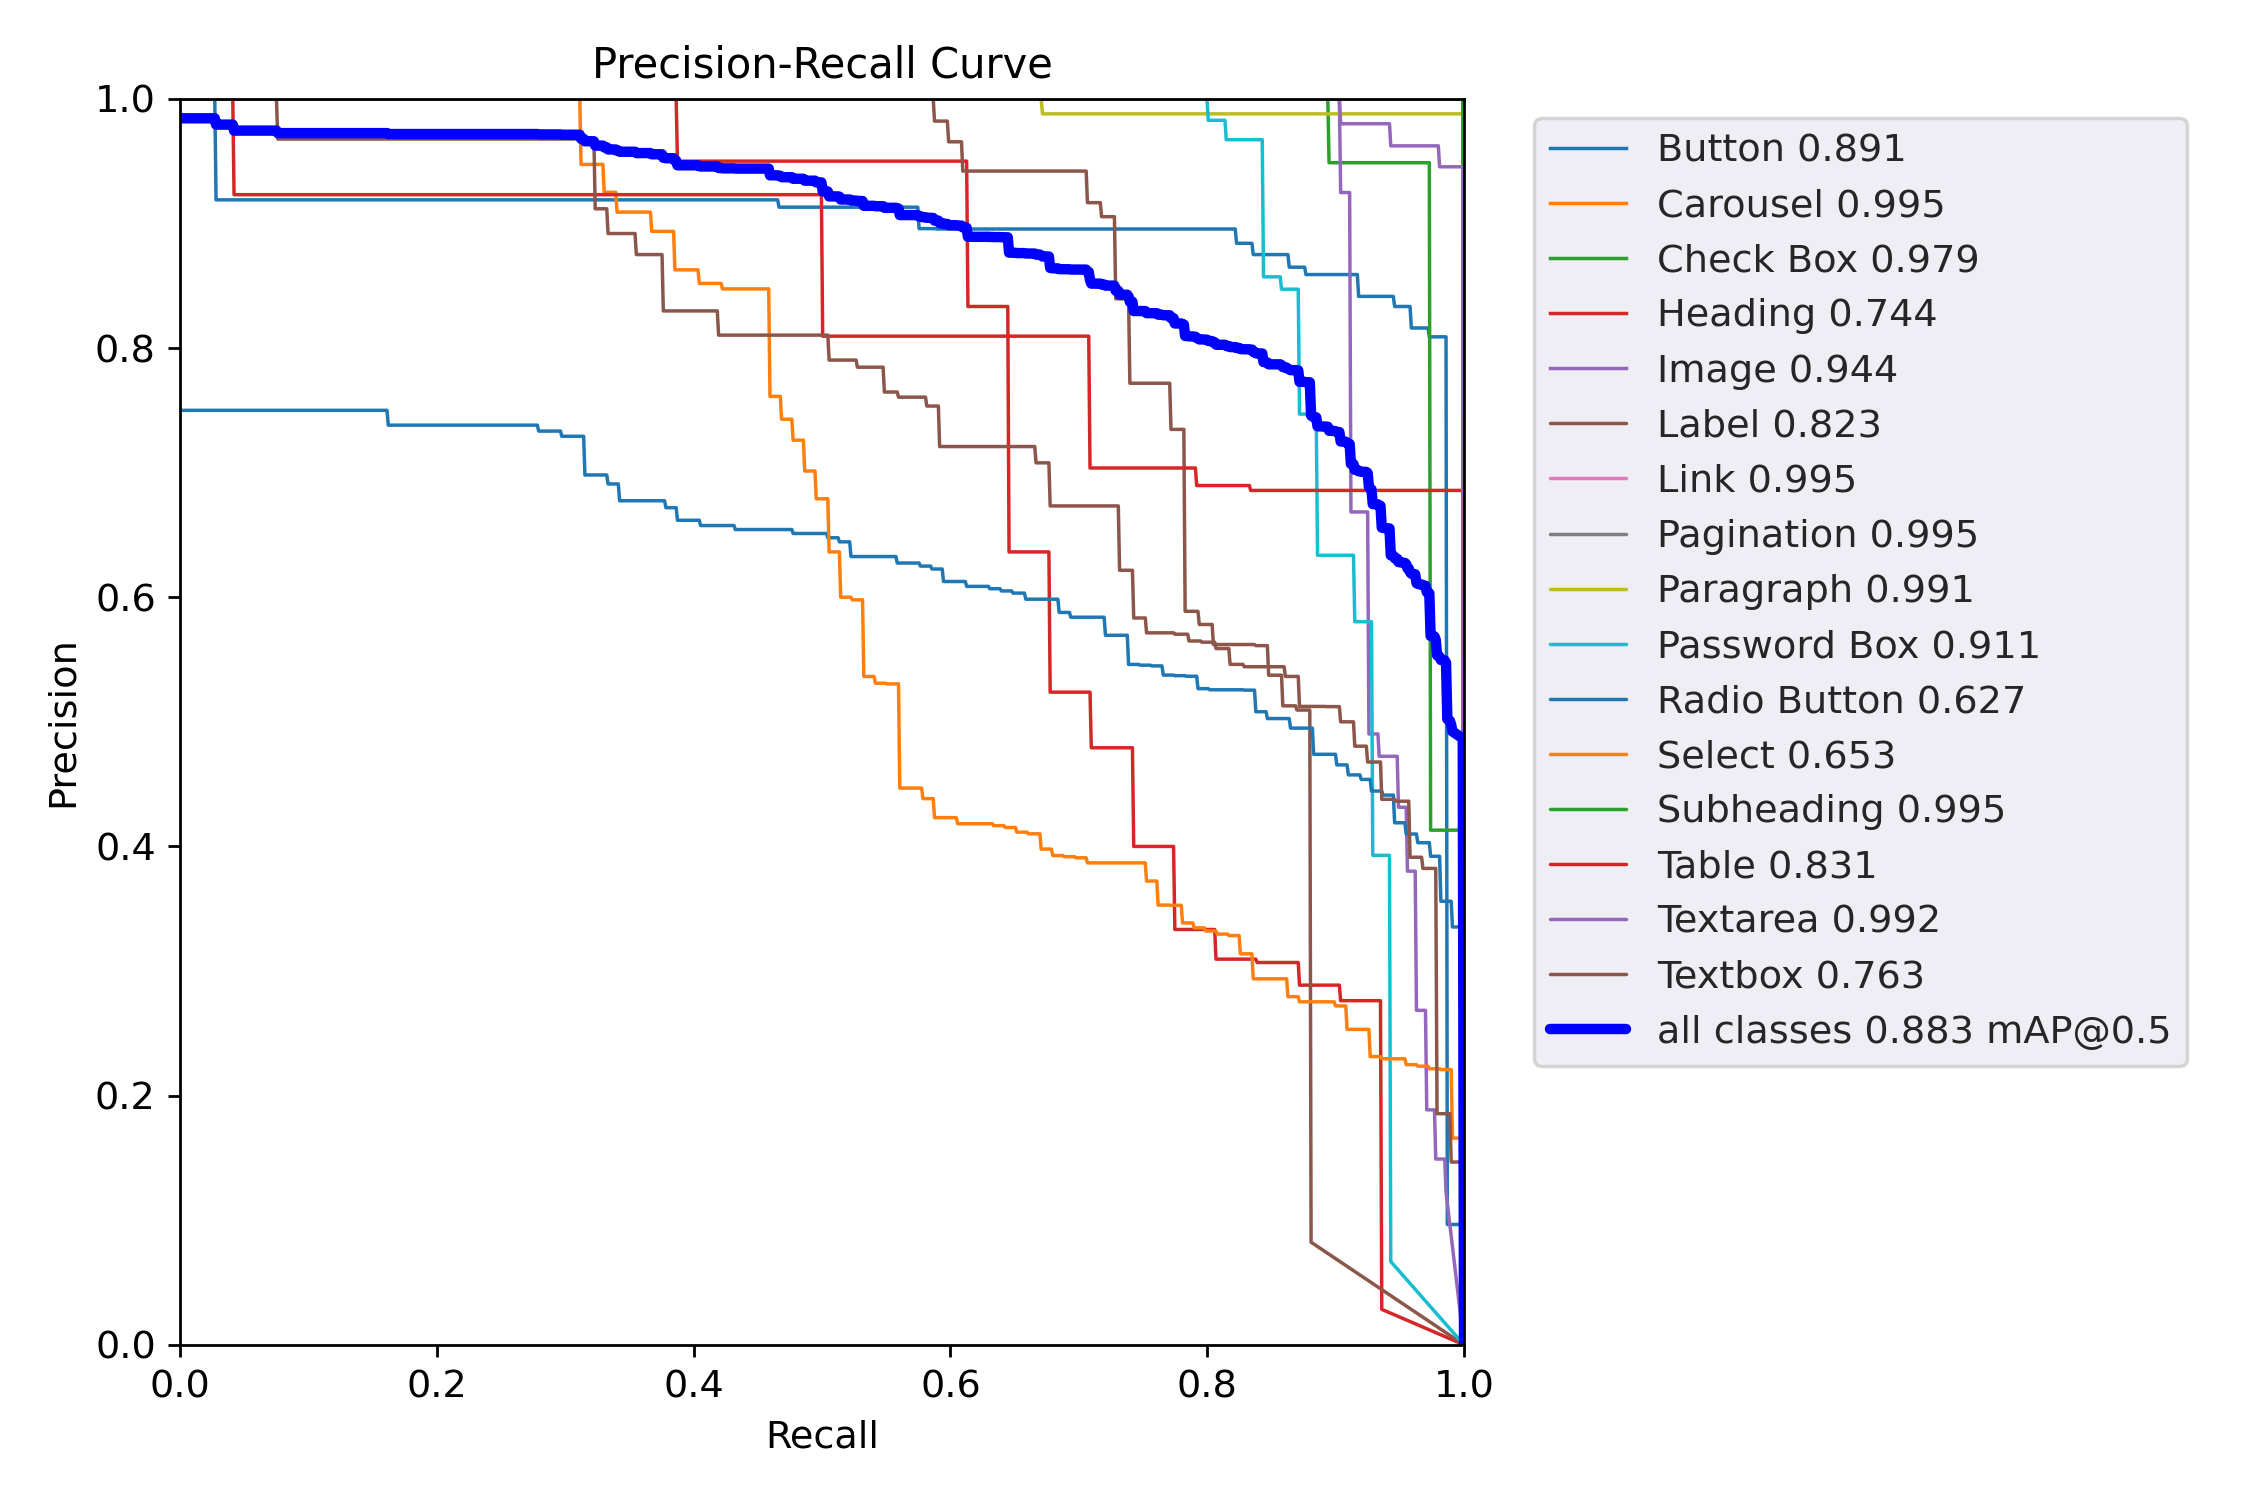 Precision-Recall Curve
1.0
0.8
0.6
0.4
0.2
0.0
Precision
0.0 0.2 0.4 0.6 0.8 1.0
Recall
Button 0.891
Carousel 0.995
Check Box 0.979
Heading 0.744
Image 0.944
Label 0.823
Link 0.995
Pagination 0.995
Paragraph 0.991
Password Box 0.911
Radio Button 0.627
Select 0.653
Subheading 0.995
Table 0.831
Textarea 0.992
Textbox 0.763
all classes 0.883 mAP@0.5